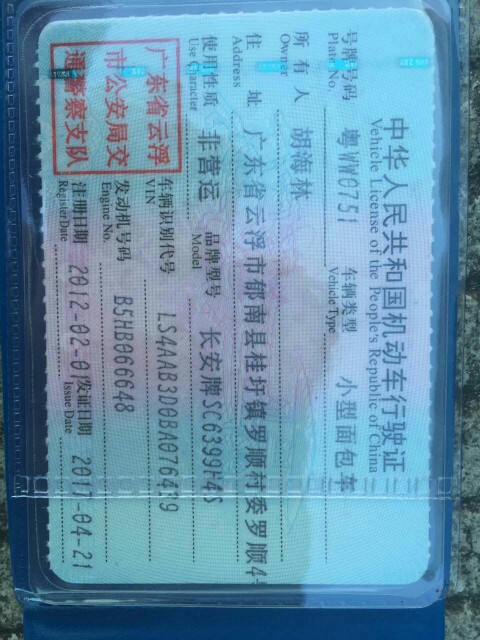 中华人民共和国机动车行驶证
Vehicle License of the People's Republic of China
号牌号码 粤WW0751 车辆类型 小型面包车
Plate No. Vehicle Type
所有人 胡海林
Owner
住址 广东省云浮市郁南县桂圩镇罗顺村委罗顺4
Address
使用性质 非营运 品牌型号 长安牌SC6399H4S
Use Character Model
广东省云浮
市公安局交
通警察支队
车辆识别代号 LS4AAB3D0BA076439
VIN
发动机号码 B5HB066648
Engine No.
注册日期 2012-02-0 发证日期 2017-04-21
Register Date Issue Date